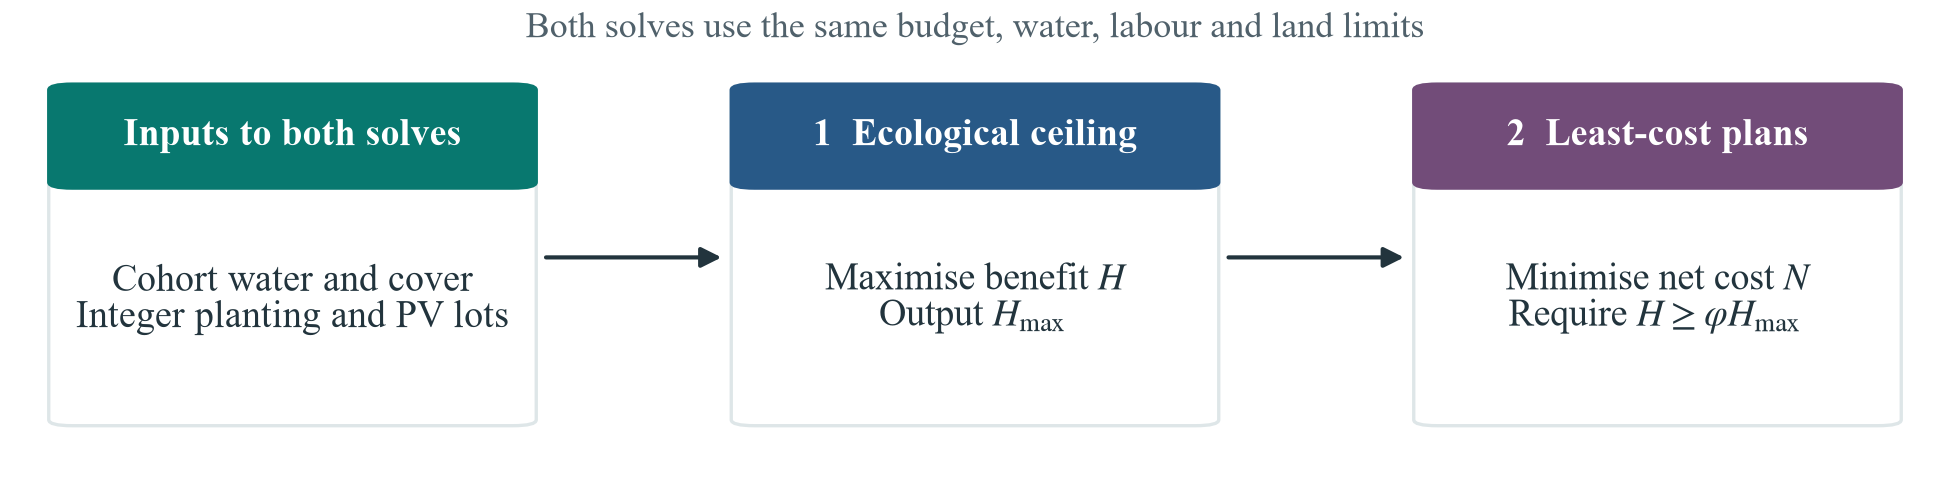 Both solves use the same budget, water, labour and land limits
Inputs to both solves
Cohort water and cover
Integer planting and PV lots
1 Ecological ceiling
Maximise benefit H
Output Hmax
2 Least-cost plans
Minimise net cost N
Require H ≥ φHmax